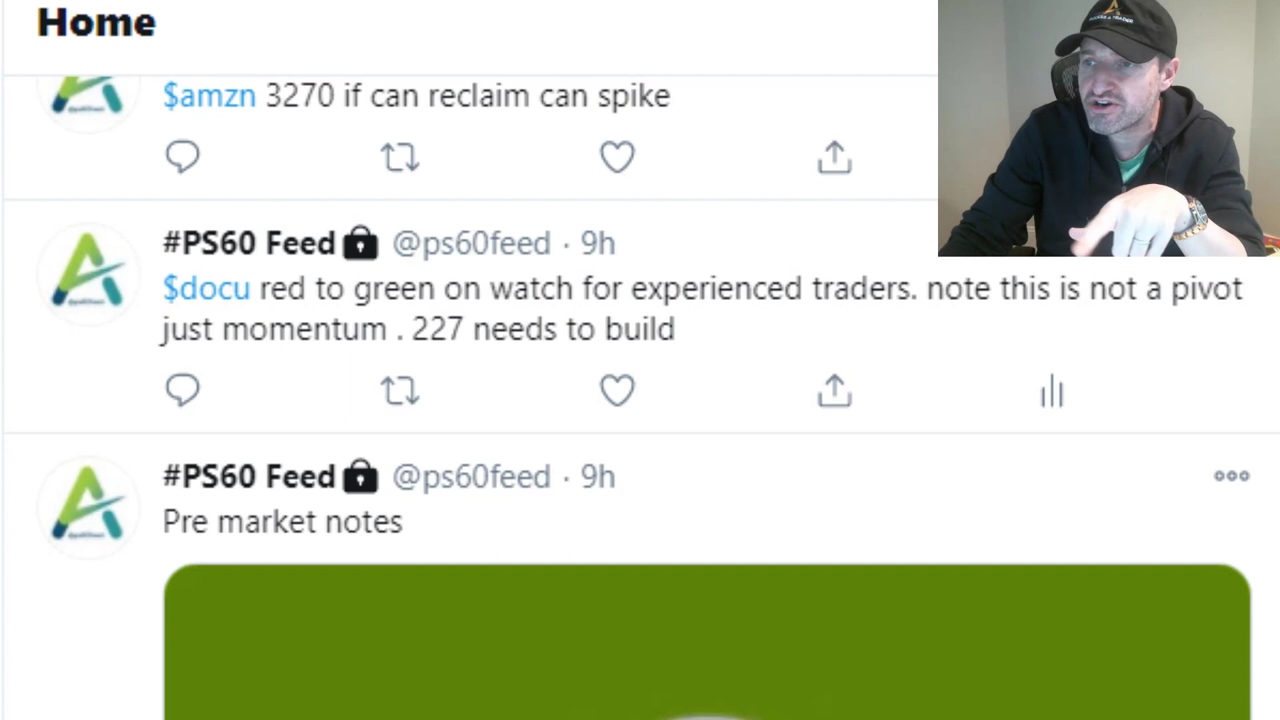 Home
$amzn 3270 if can reclaim can spike
#PS60 Feed @ps60feed · 9h
$docu red to green on watch for experienced traders. note this is not a pivot
just momentum . 227 needs to build
#PS60 Feed @ps60feed · 9h
Pre market notes